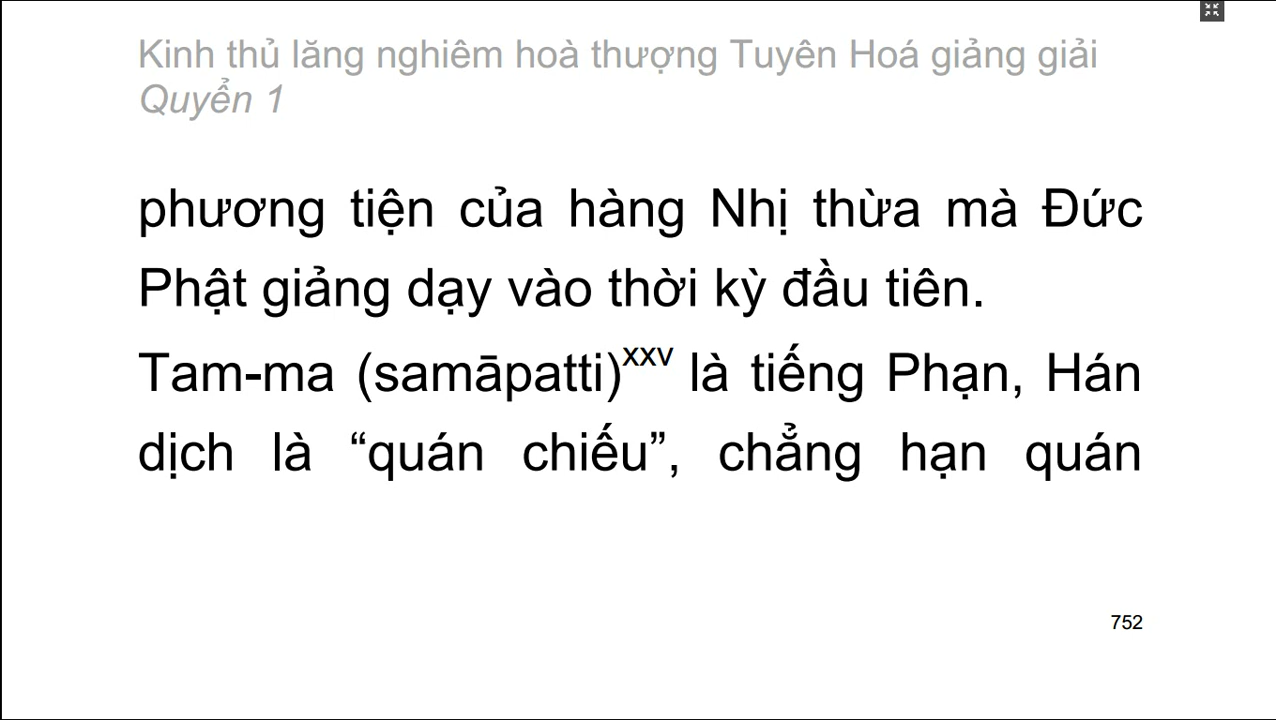 Kinh thủ lăng nghiêm hoà thượng Tuyên Hoá giảng giải
Quyển 1
phương tiện của hàng Nhị thừa mà Đức
Phật giảng dạy vào thời kỳ đầu tiên.
Tam-ma (samāpatti)xxv là tiếng Phạn, Hán
dịch là “quán chiếu”, chẳng hạn quán
752